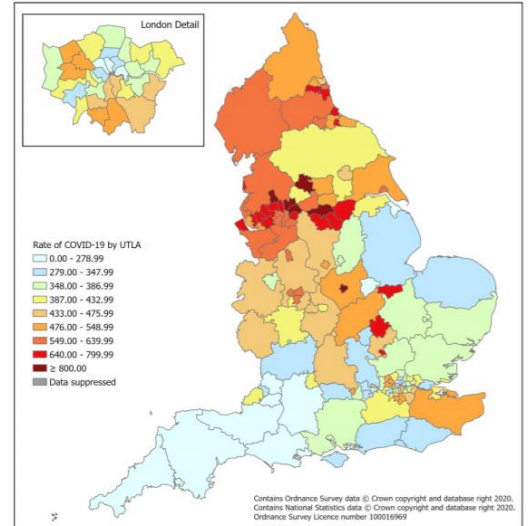 London Detail
Rate of COVID-19 by UTLA
0.00 - 278.99
279.00 - 347.99
348.00 - 386.99
387.00 - 432.99
433.00 - 475.99
476.00 - 548.99
549.00 - 639.99
640.00 - 799.99
≥ 800.00
Data suppressed
Contains Ordnance Survey data © Crown copyright and database right 2020.
Contains National Statistics data © Crown copyright and database right 2020.
Ordnance Survey Licence number 100016969